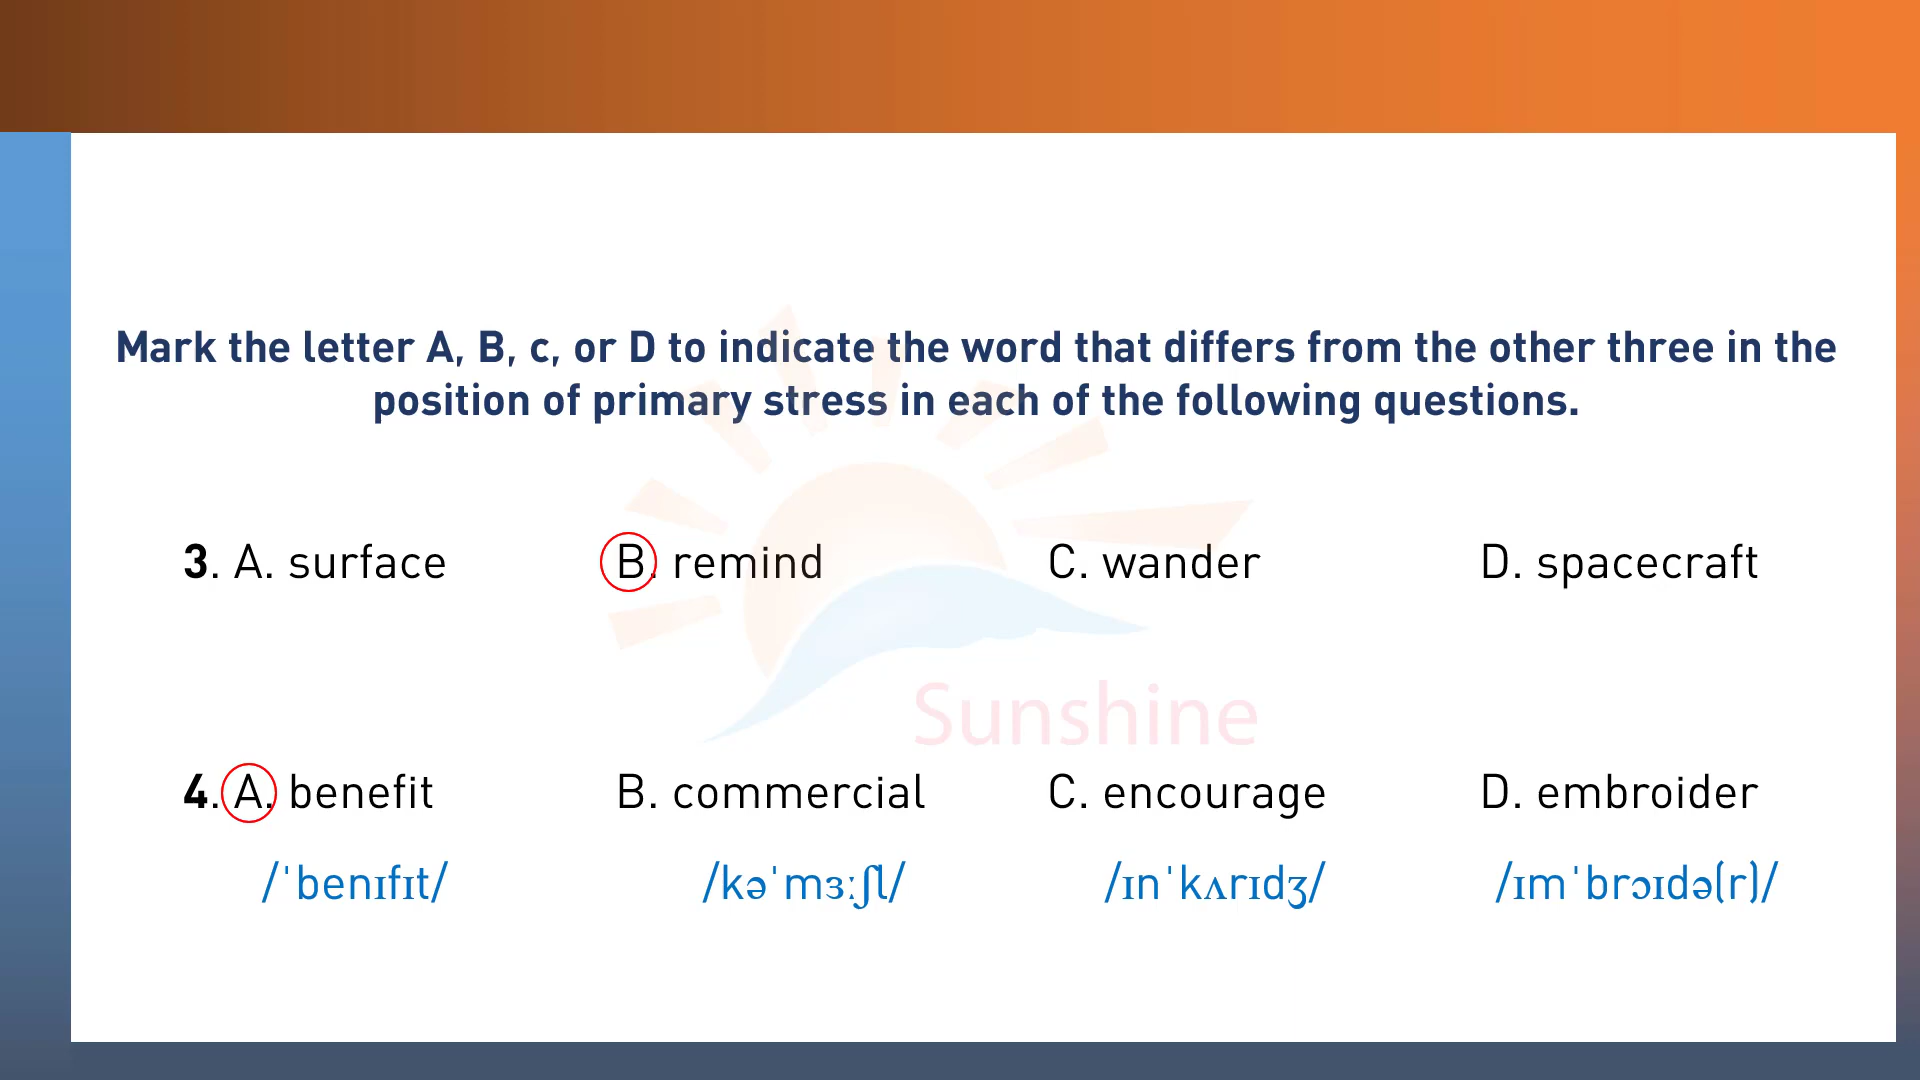 Mark the letter A, B, c, or D to indicate the word that differs from the other three in the
position of primary stress in each of the following questions.
3. A. surface B. remind C. wander D. spacecraft
Sunshine
4. A. benefit B. commercial C. encourage D. embroider
/ˈbenɪfɪt/ /kəˈmɜːʃl/ /ɪnˈkʌrɪdʒ/ /ɪmˈbrɔɪdə(r)/